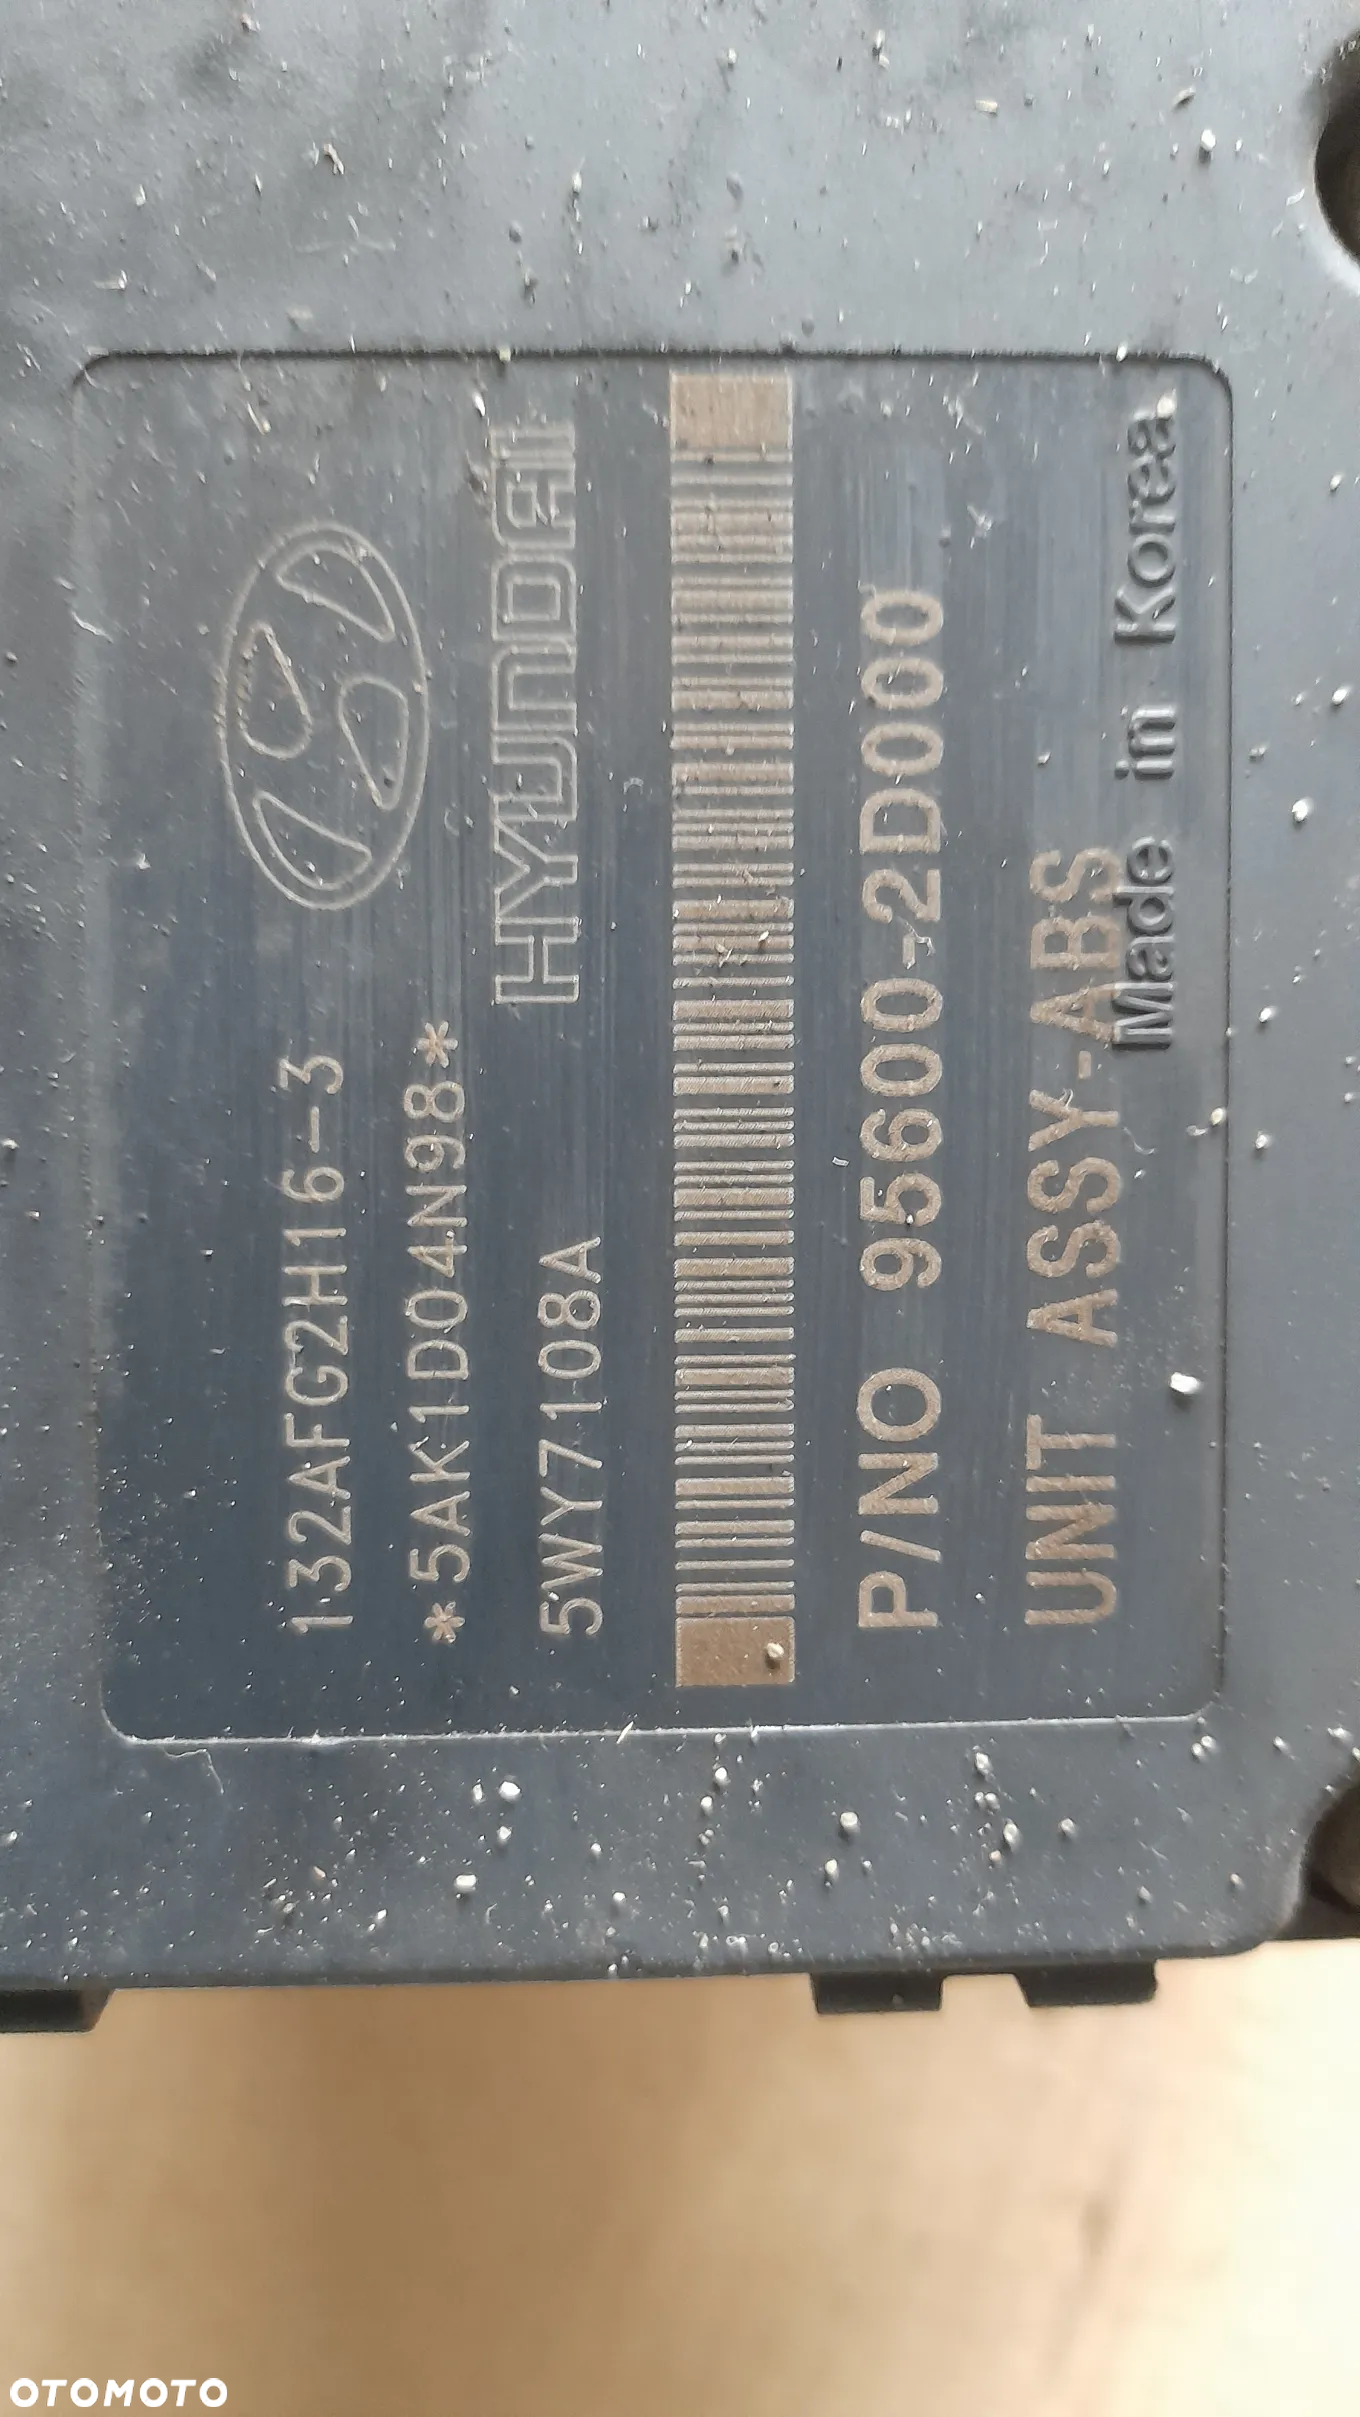 132AFG2H16-3
*5AK1D04N98*
5WY7108A HYUNDAI
P/NO 95600-2D000
UNIT ASSY-ABS
Made in Korea
OTOMOTO